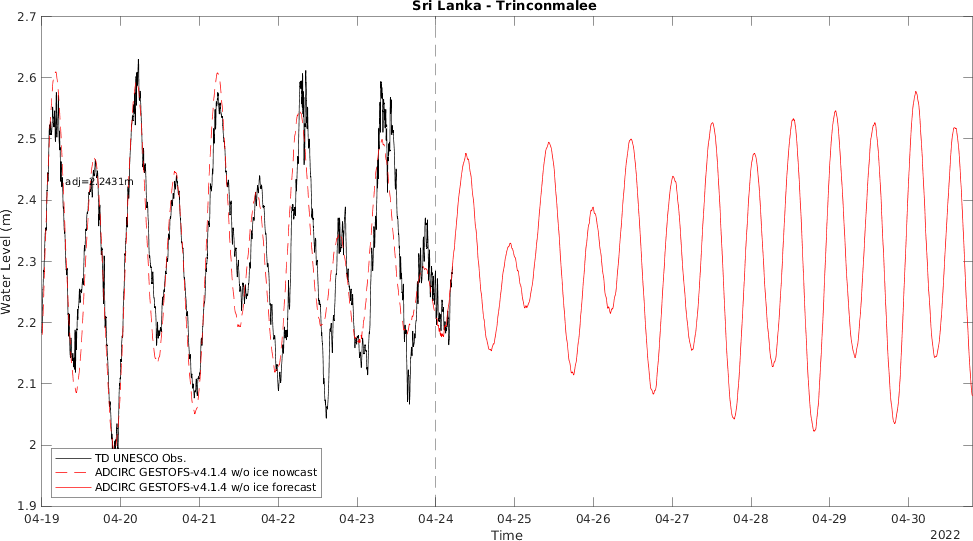 Sri Lanka - Trinconmalee
2.7
2.6
2.5
2.4
2.3
2.2
2.1
2
1.9
Water Level (m)
adj=2.2431m
TD UNESCO Obs.
ADCIRC GESTOFS-v4.1.4 w/o ice nowcast
ADCIRC GESTOFS-v4.1.4 w/o ice forecast
04-19 04-20 04-21 04-22 04-23 04-24 04-25 04-26 04-27 04-28 04-29 04-30
Time
2022